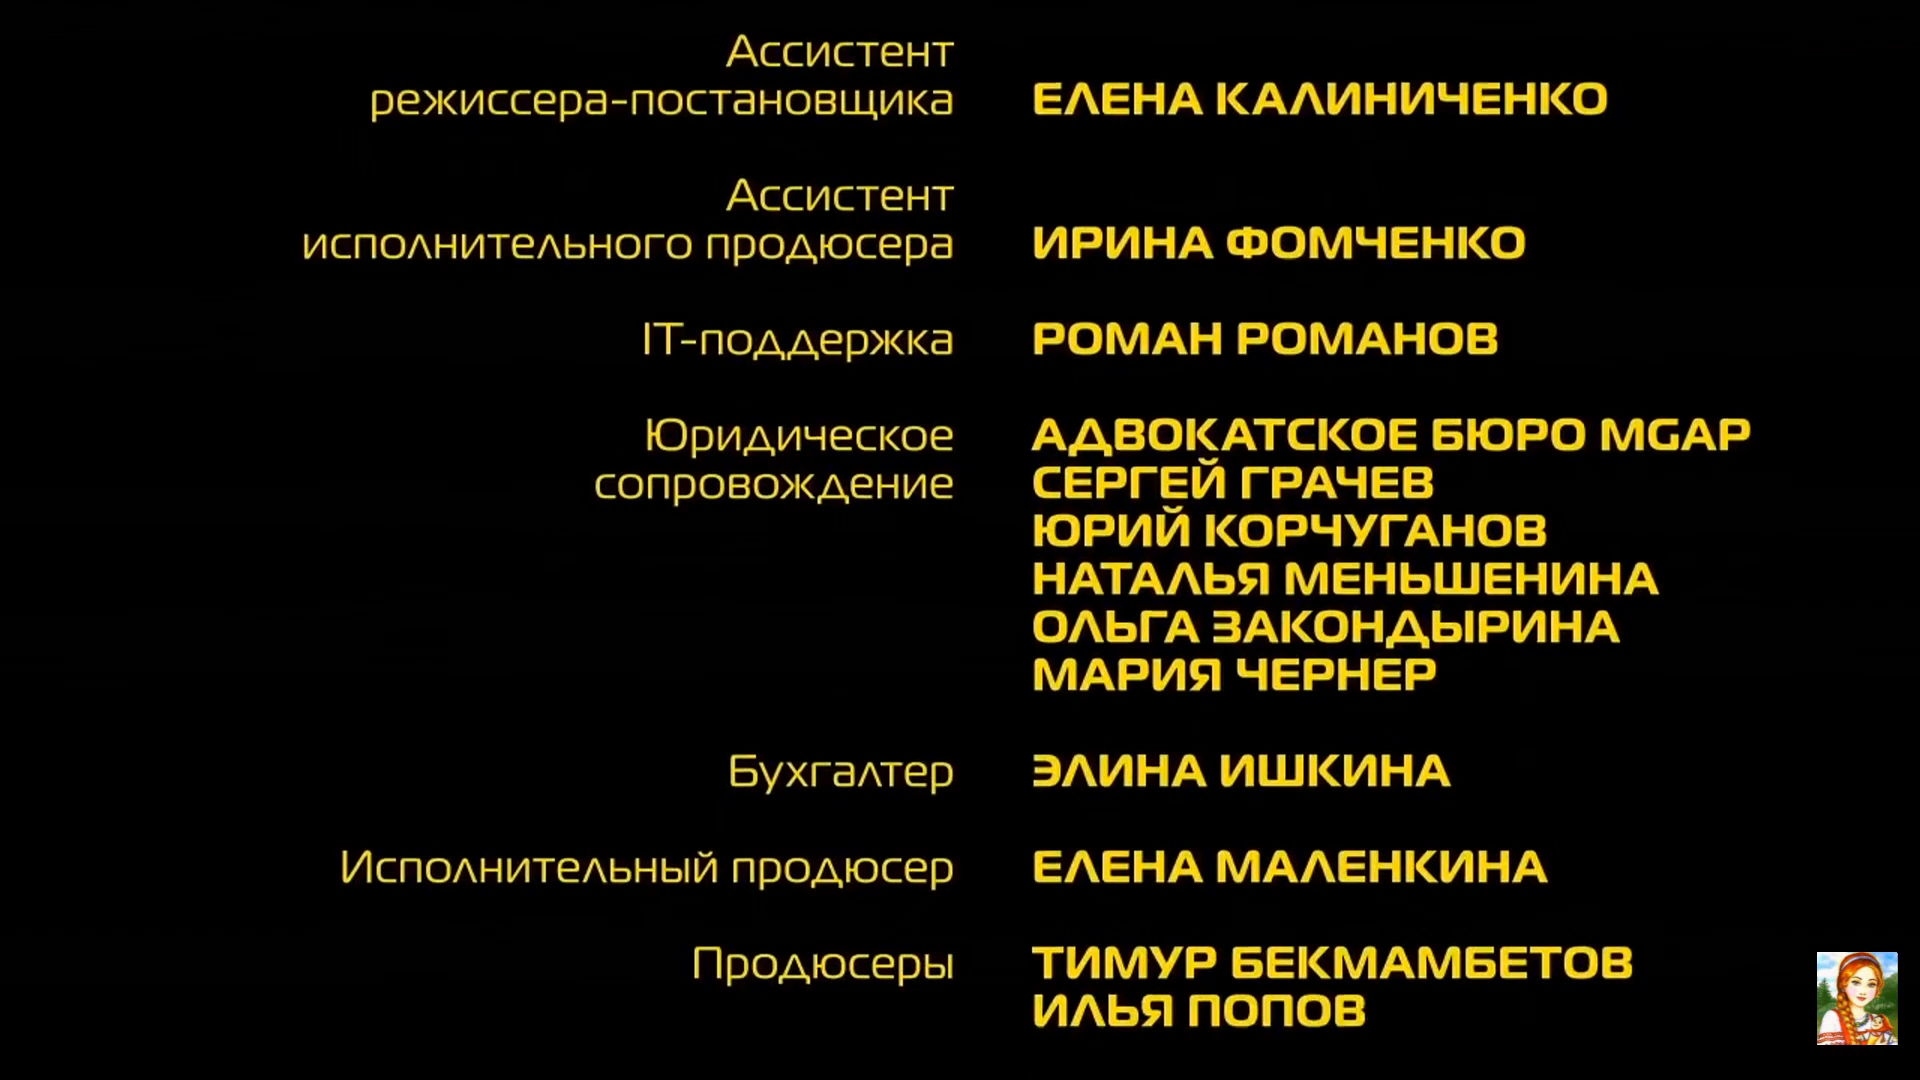 Ассистент
режиссера-постановщика ЕЛЕНА КАЛИНИЧЕНКО
Ассистент
исполнительного продюсера ИРИНА ФОМЧЕНКО
IT-поддержка РОМАН РОМАНОВ
Юридическое АДВОКАТСКОЕ БЮРО MGAP
сопровождение СЕРГЕЙ ГРАЧЕВ
ЮРИЙ КОРЧУГАНОВ
НАТАЛЬЯ МЕНЬШЕНИНА
ОЛЬГА ЗАКОНДЫРИНА
МАРИЯ ЧЕРНЕР
Бухгалтер ЭЛИНА ИШКИНА
Исполнительный продюсер ЕЛЕНА МАЛЕНКИНА
Продюсеры ТИМУР БЕКМАМБЕТОВ
ИЛЬЯ ПОПОВ